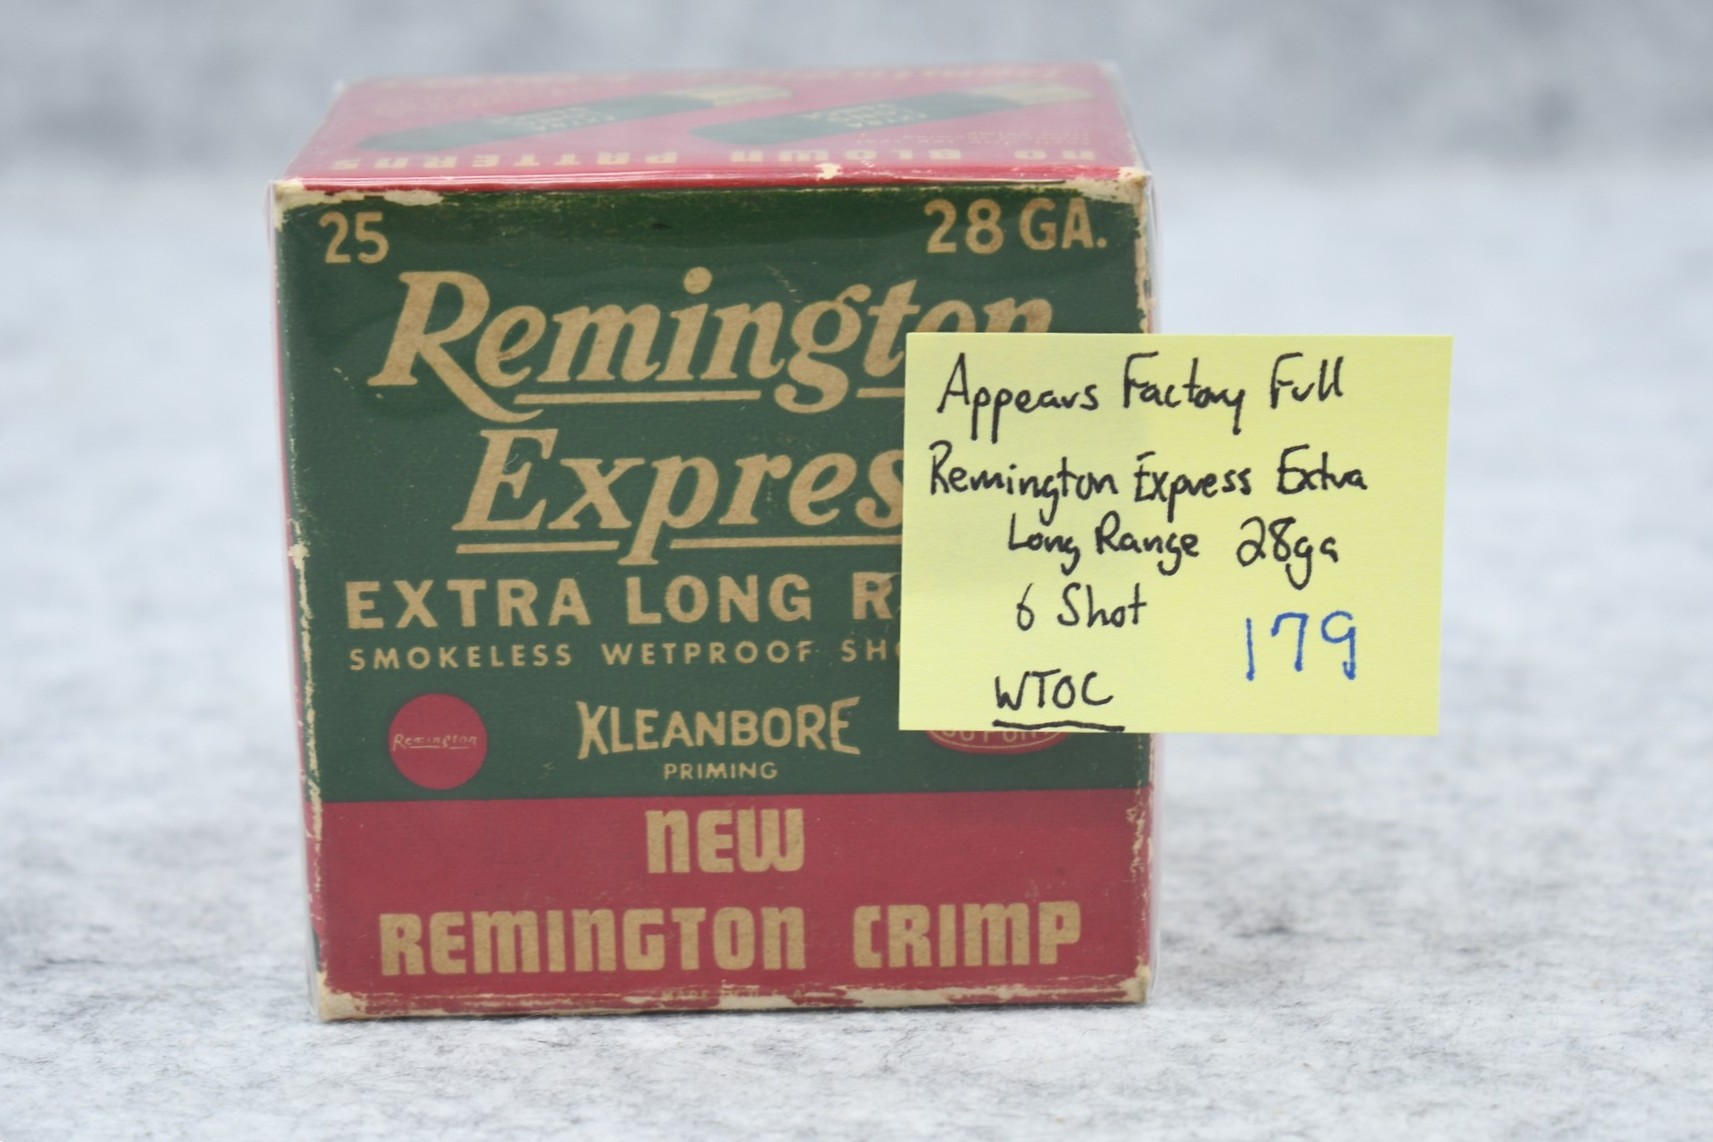 NO BLOWN PATTERNS
25
28 GA.
Remington
Express
EXTRA LONG R
SMOKELESS WETPROOF SH
Remington
KLEANBORE
PRIMING
NEW
REMINGTON CRIMP
Appears Factory Full
Remington Express Extra
Long Range 28ga
6 Shot
179
WTOC